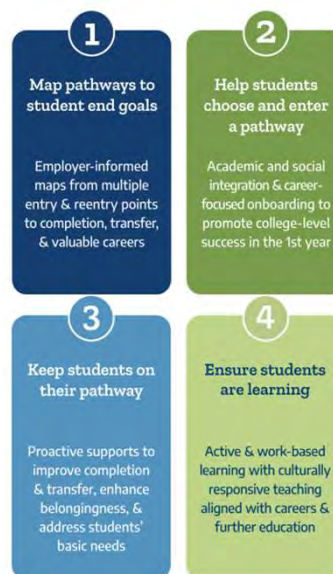 1
Map pathways to
student end goals
Employer-informed
maps from multiple
entry & reentry points
to completion, transfer,
& valuable careers
2
Help students
choose and enter
a pathway
Academic and social
integration & career-
focused onboarding to
promote college-level
success in the 1st year
3
Keep students on
their pathway
Proactive supports to
improve completion
& transfer, enhance
belongingness, &
address students'
basic needs
4
Ensure students
are learning
Active & work-based
learning with culturally
responsive teaching
aligned with careers &
further education